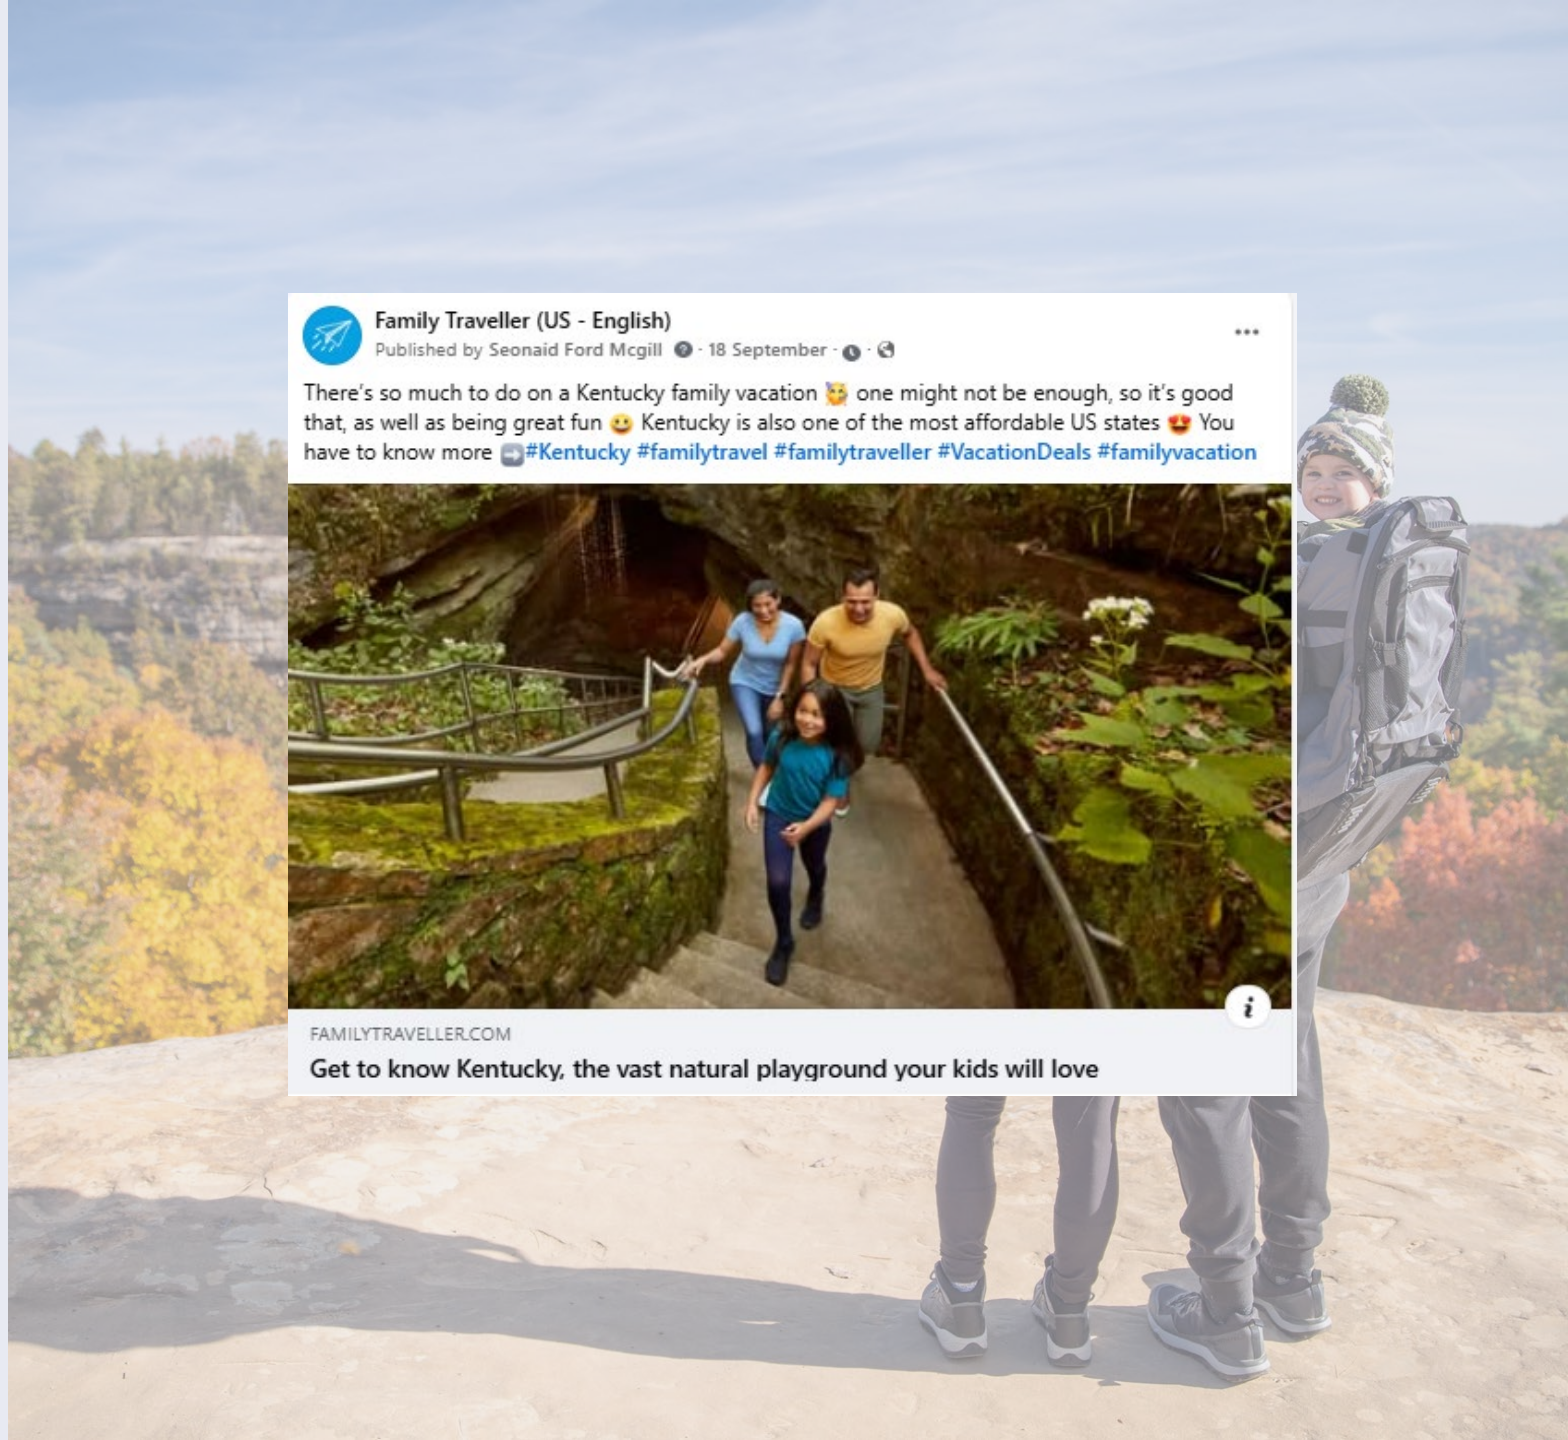 Family Traveller (US - English)
Published by Seonaid Ford Mcgill · 18 September ·
There's so much to do on a Kentucky family vacation 🥰 one might not be enough, so it's good
that, as well as being great fun 😀 Kentucky is also one of the most affordable US states 😍 You
have to know more ➡️#Kentucky #familytravel #familytraveller #VacationDeals #familyvacation
FAMILYTRAVELLER.COM
Get to know Kentucky, the vast natural playground your kids will love